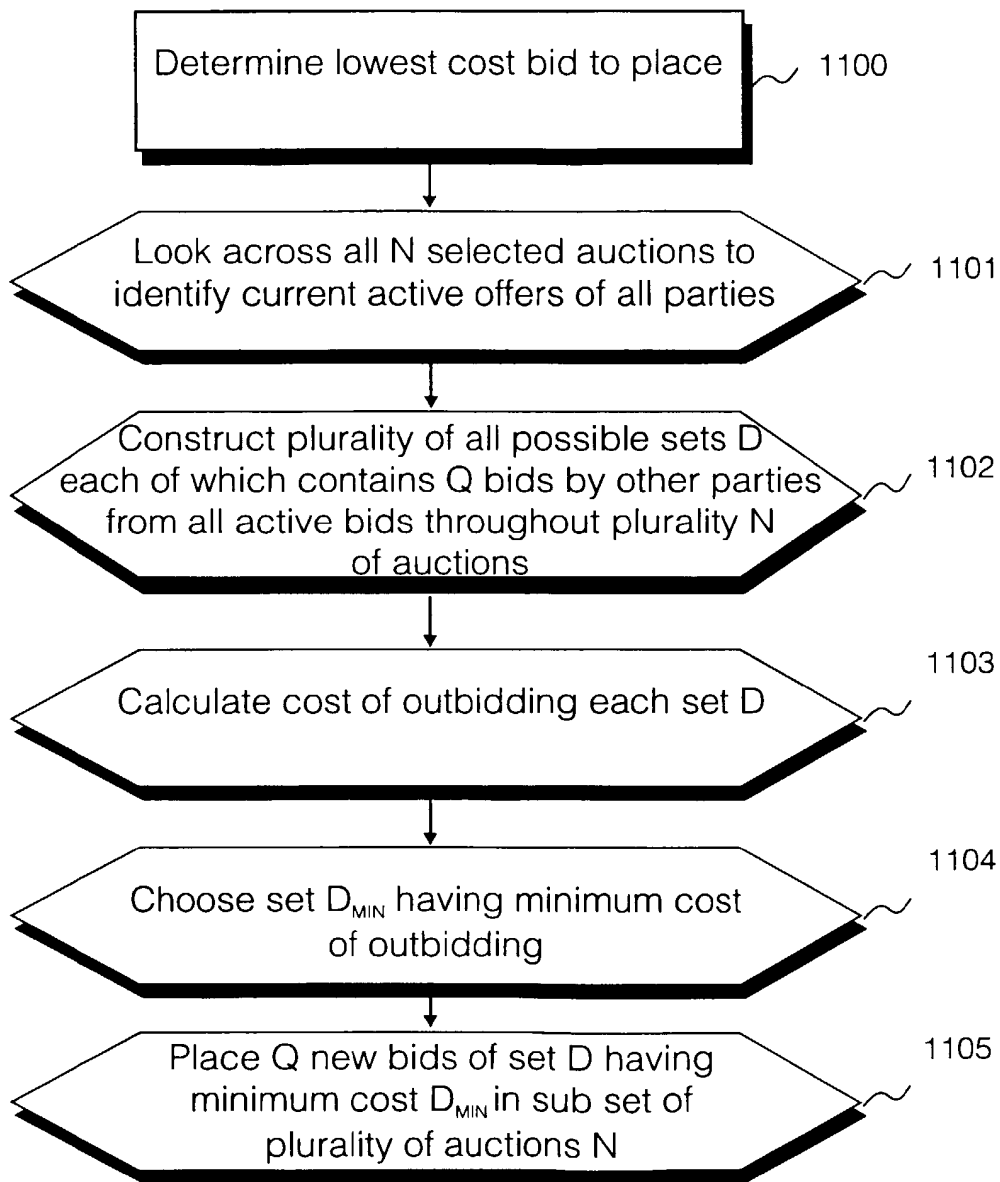 Determine lowest cost bid to place
1100
Look across all N selected auctions to
identify current active offers of all parties
1101
Construct plurality of all possible sets D
each of which contains Q bids by other parties
from all active bids throughout plurality N
of auctions
1102
Calculate cost of outbidding each set D
1103
Choose set DMIN having minimum cost
of outbidding
1104
Place Q new bids of set D having
minimum cost DMIN in sub set of
plurality of auctions N
1105